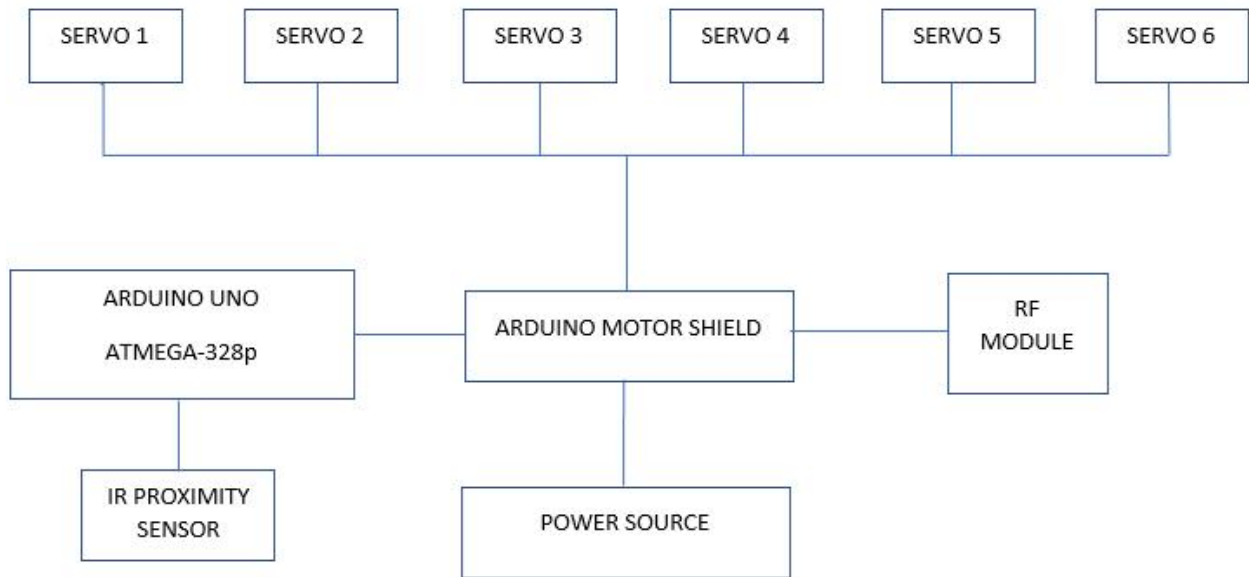 SERVO 1
SERVO 2
SERVO 3
SERVO 4
SERVO 5
SERVO 6
ARDUINO UNO
ATMEGA-328p
ARDUINO MOTOR SHIELD
RF
MODULE
IR PROXIMITY
SENSOR
POWER SOURCE